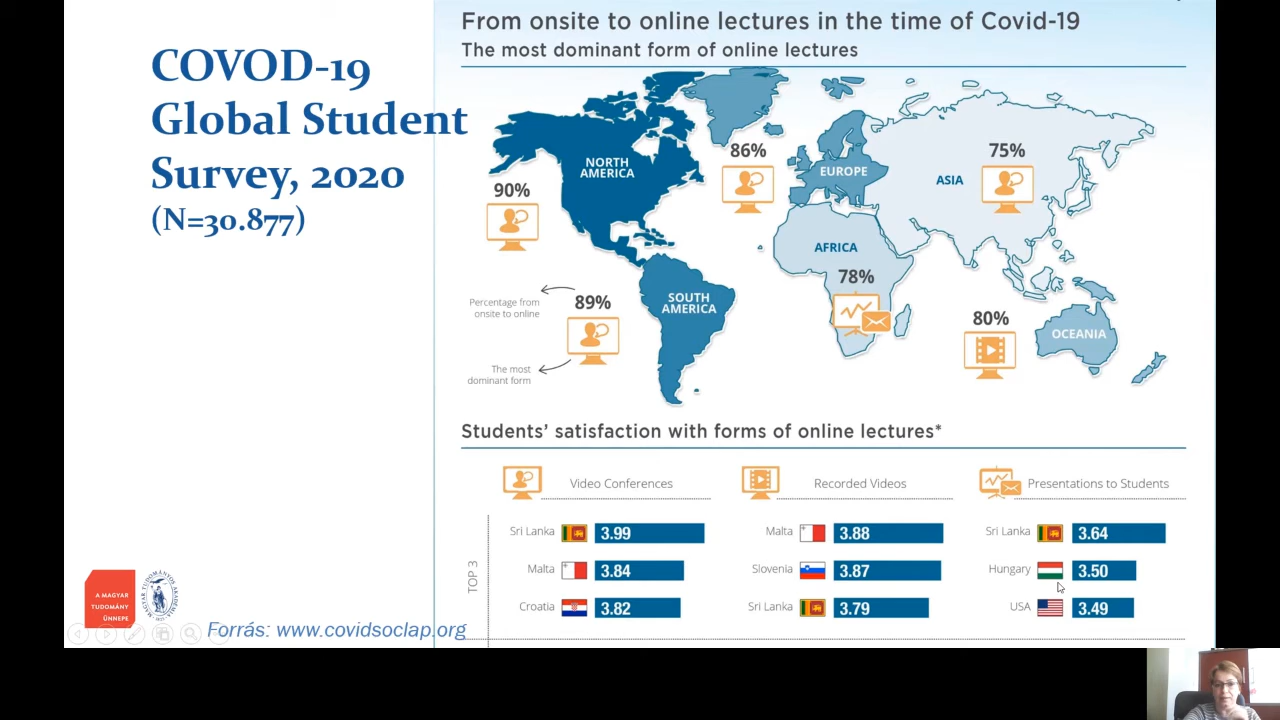 COVOD-19
Global Student
Survey, 2020
(N=30.877)
From onsite to online lectures in the time of Covid-19
The most dominant form of online lectures
NORTH
AMERICA
90%
86%
EUROPE
75%
ASIA
AFRICA
78%
SOUTH
AMERICA
89%
Percentage from
onsite to online
The most
dominant form
80%
OCEANIA
Students' satisfaction with forms of online lectures*
Video Conferences
Recorded Videos
Presentations to Students
TOP 3
Sri Lanka 3.99
Malta 3.84
Croatia 3.82
Malta 3.88
Slovenia 3.87
Sri Lanka 3.79
Sri Lanka 3.64
Hungary 3.50
USA 3.49
A MAGYAR
TUDOMÁNY
ÜNNEPE
Forrás: www.covidsoclap.org